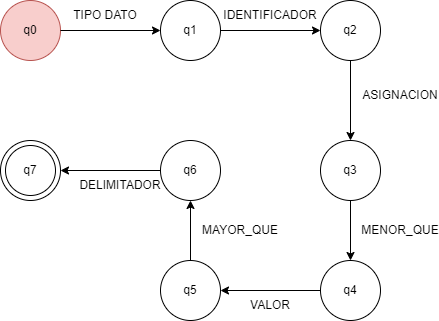 TIPO DATO
IDENTIFICADOR
q0
q1
q2
ASIGNACION
q7
q6
q3
DELIMITADOR
MAYOR_QUE
MENOR_QUE
q5
q4
VALOR